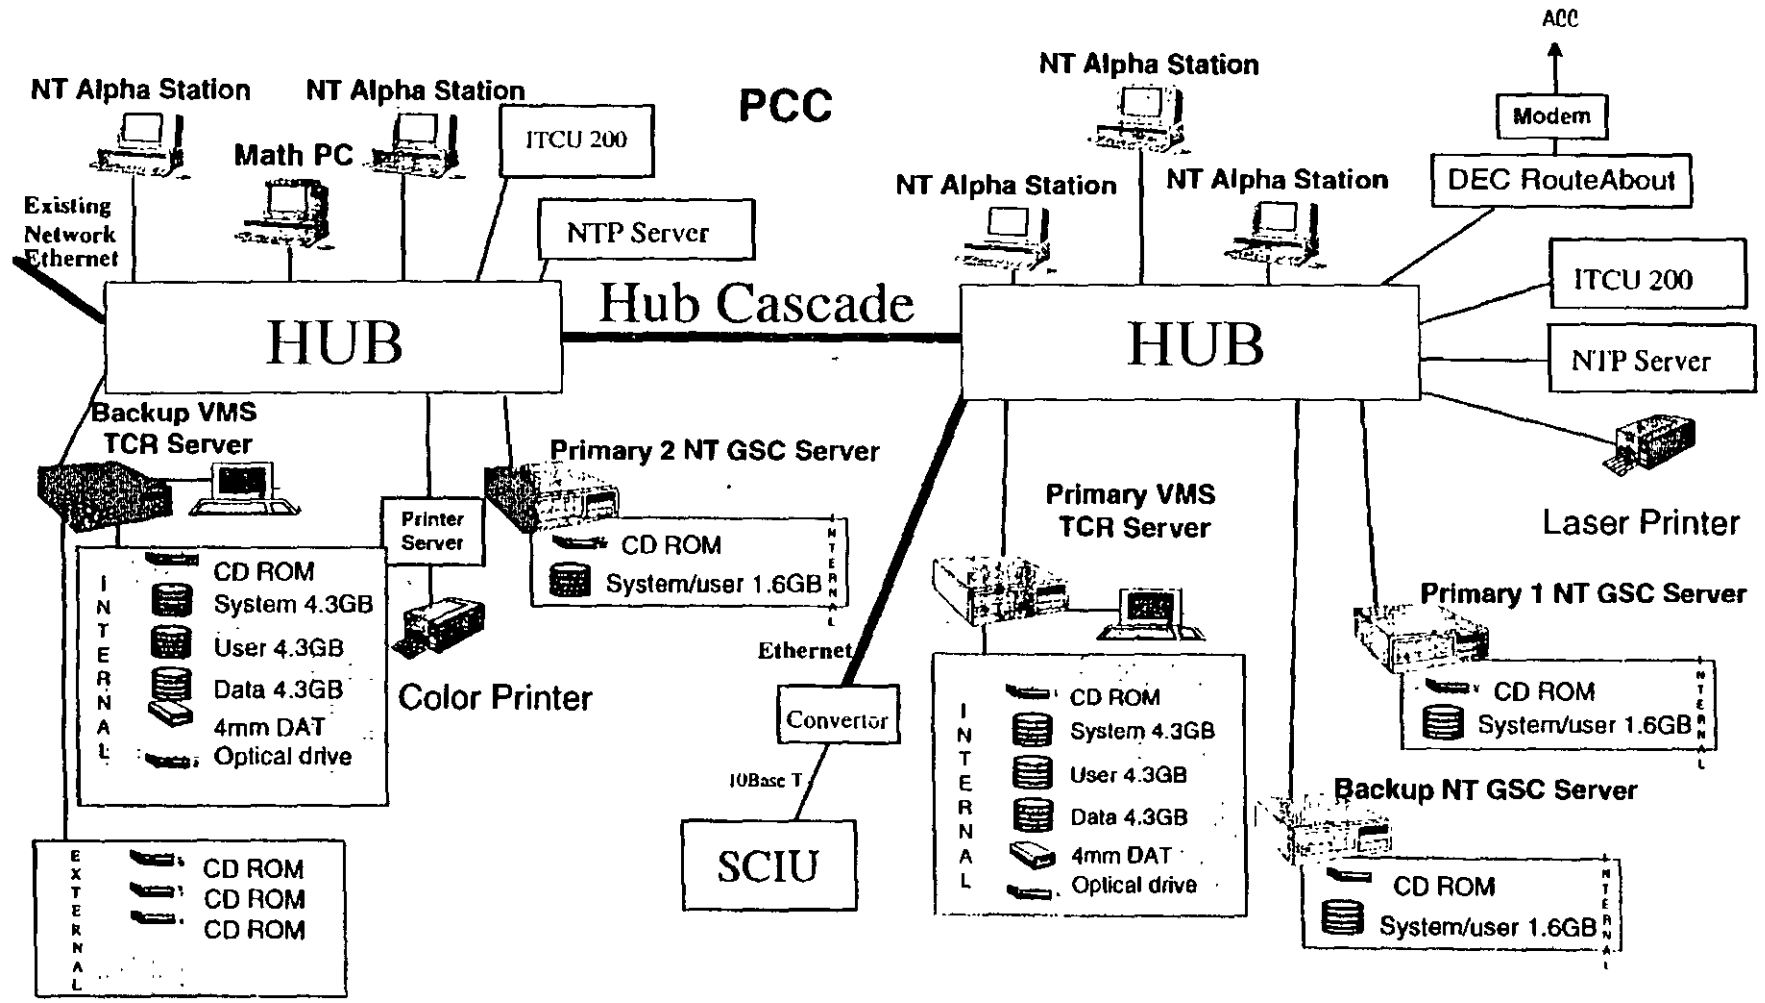 ACC
NT Alpha Station
NT Alpha Station
PCC
NT Alpha Station
Modem
ITCU 200
Math PC
NT Alpha Station
NT Alpha Station
DEC RouteAbout
Existing
Network
Ethernet
NTP Server
ITCU 200
HUB
Hub Cascade
HUB
NTP Server
Backup VMS
TCR Server
Primary 2 NT GSC Server
Printer
Server
CD ROM
System/user 1.6GB
INTERNAL
Primary VMS
TCR Server
Laser Printer
INTERNAL
CD ROM
System 4.3GB
User 4.3GB
Data 4.3GB
4mm DAT
Optical drive
Color Printer
Ethernet
Convertor
10Base T
SCIU
INTERNAL
CD ROM
System 4.3GB
User 4.3GB
Data 4.3GB
4mm DAT
Optical drive
Primary 1 NT GSC Server
CD ROM
System/user 1.6GB
INTERNAL
Backup NT GSC Server
CD ROM
System/user 1.6GB
INTERNAL
EXTERNAL
CD ROM
CD ROM
CD ROM